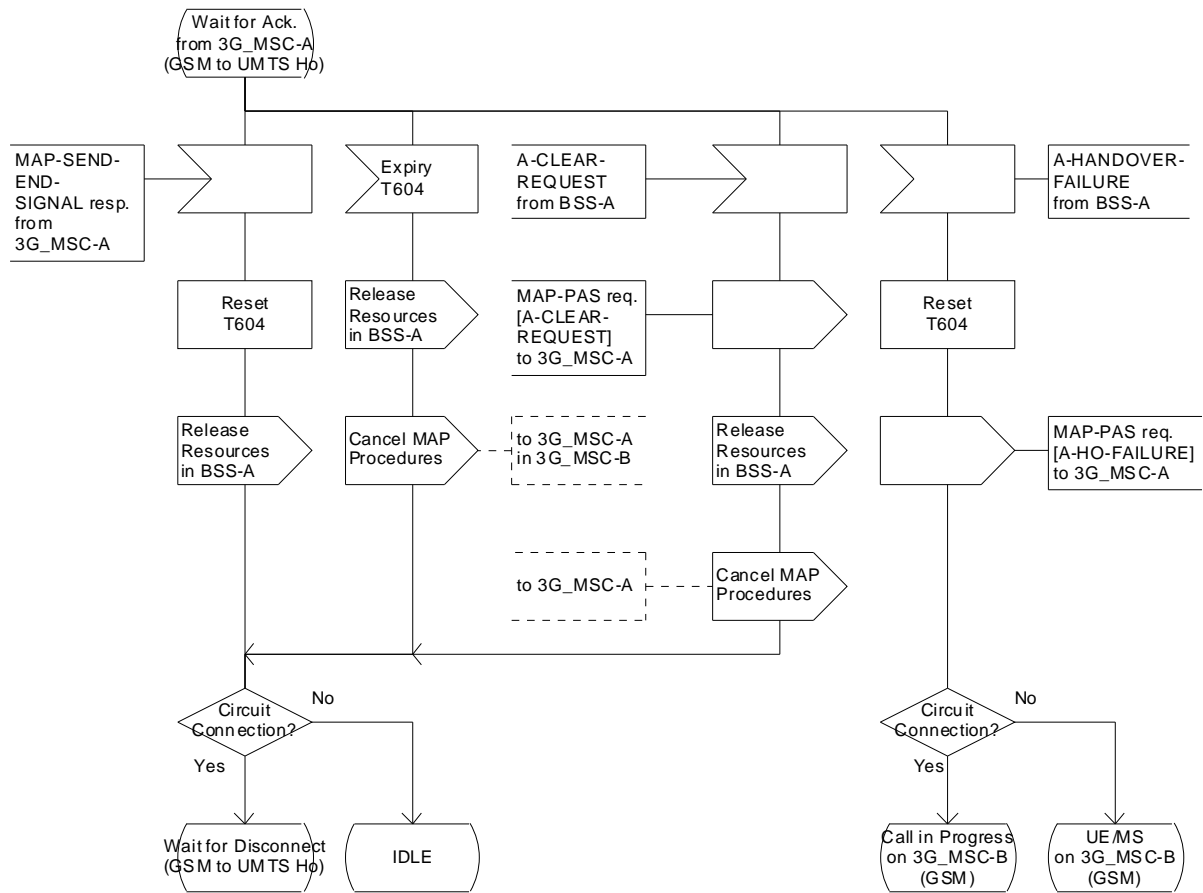 Wait for Ack.
from 3G_MSC-A
(GSM to UMTS Ho)
MAP-SEND-
END-
SIGNAL resp.
from
3G_MSC-A
Expiry
T604
A-CLEAR-
REQUEST
from BSS-A
A-HANDOVER-
FAILURE
from BSS-A
Reset
T604
Release
Resources
in BSS-A
MAP-PAS req.
[A-CLEAR-
REQUEST]
to 3G_MSC-A
Reset
T604
Release
Resources
in BSS-A
Cancel MAP
Procedures
to 3G_MSC-A
in 3G_MSC-B
Release
Resources
in BSS-A
MAP-PAS req.
[A-HO-FAILURE]
to 3G_MSC-A
to 3G_MSC-A
Cancel MAP
Procedures
Circuit
Connection?
No
Yes
Circuit
Connection?
No
Yes
Wait for Disconnect
(GSM to UMTS Ho)
IDLE
Call in Progress
on 3G_MSC-B
(GSM)
UE/MS
on 3G_MSC-B
(GSM)